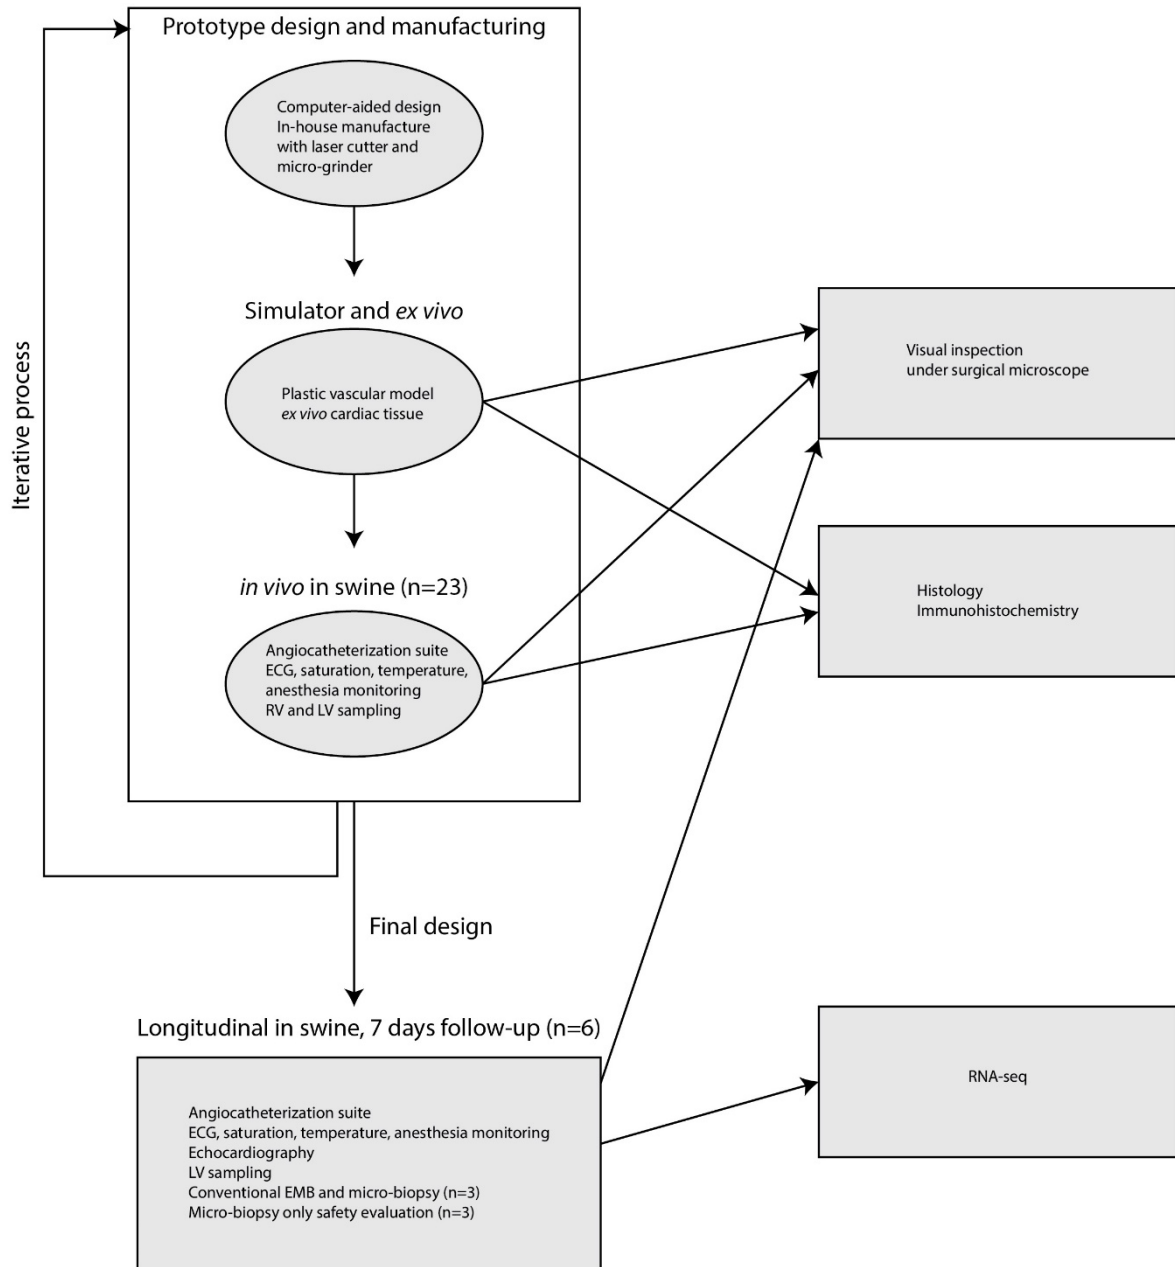 Prototype design and manufacturing
Computer-aided design
In-house manufacture
with laser cutter and
micro-grinder
Simulator and ex vivo
Plastic vascular model
ex vivo cardiac tissue
in vivo in swine (n=23)
Angiocatheterization suite
ECG, saturation, temperature,
anesthesia monitoring
RV and LV sampling
Iterative process
Final design
Longitudinal in swine, 7 days follow-up (n=6)
Angiocatheterization suite
ECG, saturation, temperature, anesthesia monitoring
Echocardiography
LV sampling
Conventional EMB and micro-biopsy (n=3)
Micro-biopsy only safety evaluation (n=3)
Visual inspection
under surgical microscope
Histology
Immunohistochemistry
RNA-seq